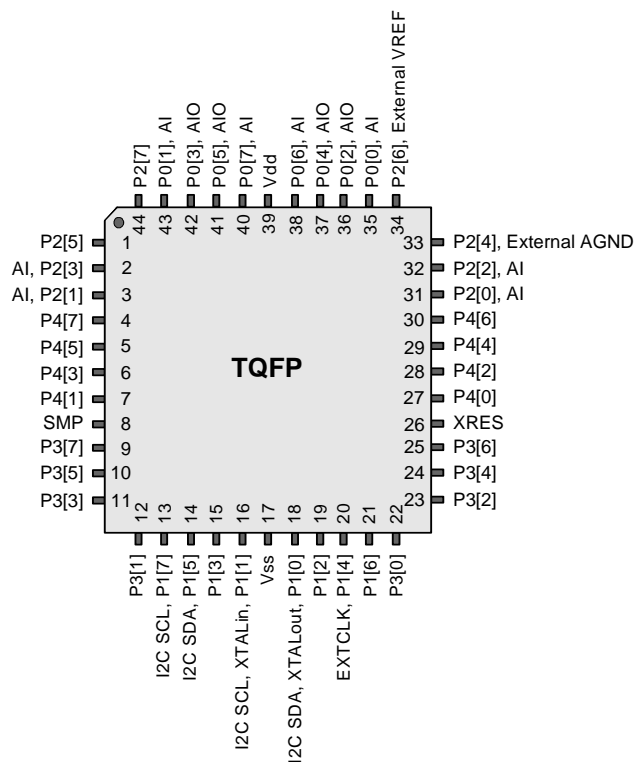 P2[7]
P0[1], AI
P0[3], AIO
P0[5], AIO
P0[7], AI
Vdd
P0[6], AI
P0[4], AIO
P0[2], AIO
P0[0], AI
P2[6], External VREF
44
43
42
41
40
39
38
37
36
35
34
P2[5] 1
AI, P2[3] 2
AI, P2[1] 3
P4[7] 4
P4[5] 5
P4[3] 6
P4[1] 7
SMP 8
P3[7] 9
P3[5] 10
P3[3] 11
TQFP
33 P2[4], External AGND
32 P2[2], AI
31 P2[0], AI
30 P4[6]
29 P4[4]
28 P4[2]
27 P4[0]
26 XRES
25 P3[6]
24 P3[4]
23 P3[2]
12
13
14
15
16
17
18
19
20
21
22
P3[1]
I2C SCL, P1[7]
I2C SDA, P1[5]
P1[3]
I2C SCL, XTALin, P1[1]
Vss
I2C SDA, XTALout, P1[0]
P1[2]
EXTCLK, P1[4]
P1[6]
P3[0]